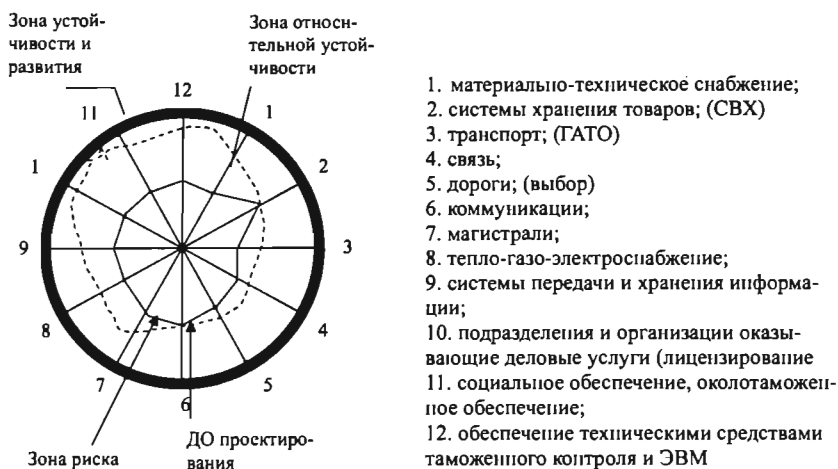 Зона устой-
чивости и
развития
Зона относи-
тельной устой-
чивости
12
11
1
1
2
9
3
8
4
7
5
6
Зона риска
ДО проектиро-
вания
1. материально-техническое снабжение;
2. системы хранения товаров; (СВХ)
3. транспорт; (ГАТО)
4. связь;
5. дороги; (выбор)
6. коммуникации;
7. магистрали;
8. тепло-газо-электроснабжение;
9. системы передачи и хранения информа-
ции;
10. подразделения и организации оказы-
вающие деловые услуги (лицензирование
11. социальное обеспечение, околотаможен-
ное обеспечение;
12. обеспечение техническими средствами
таможенного контроля и ЭВМ